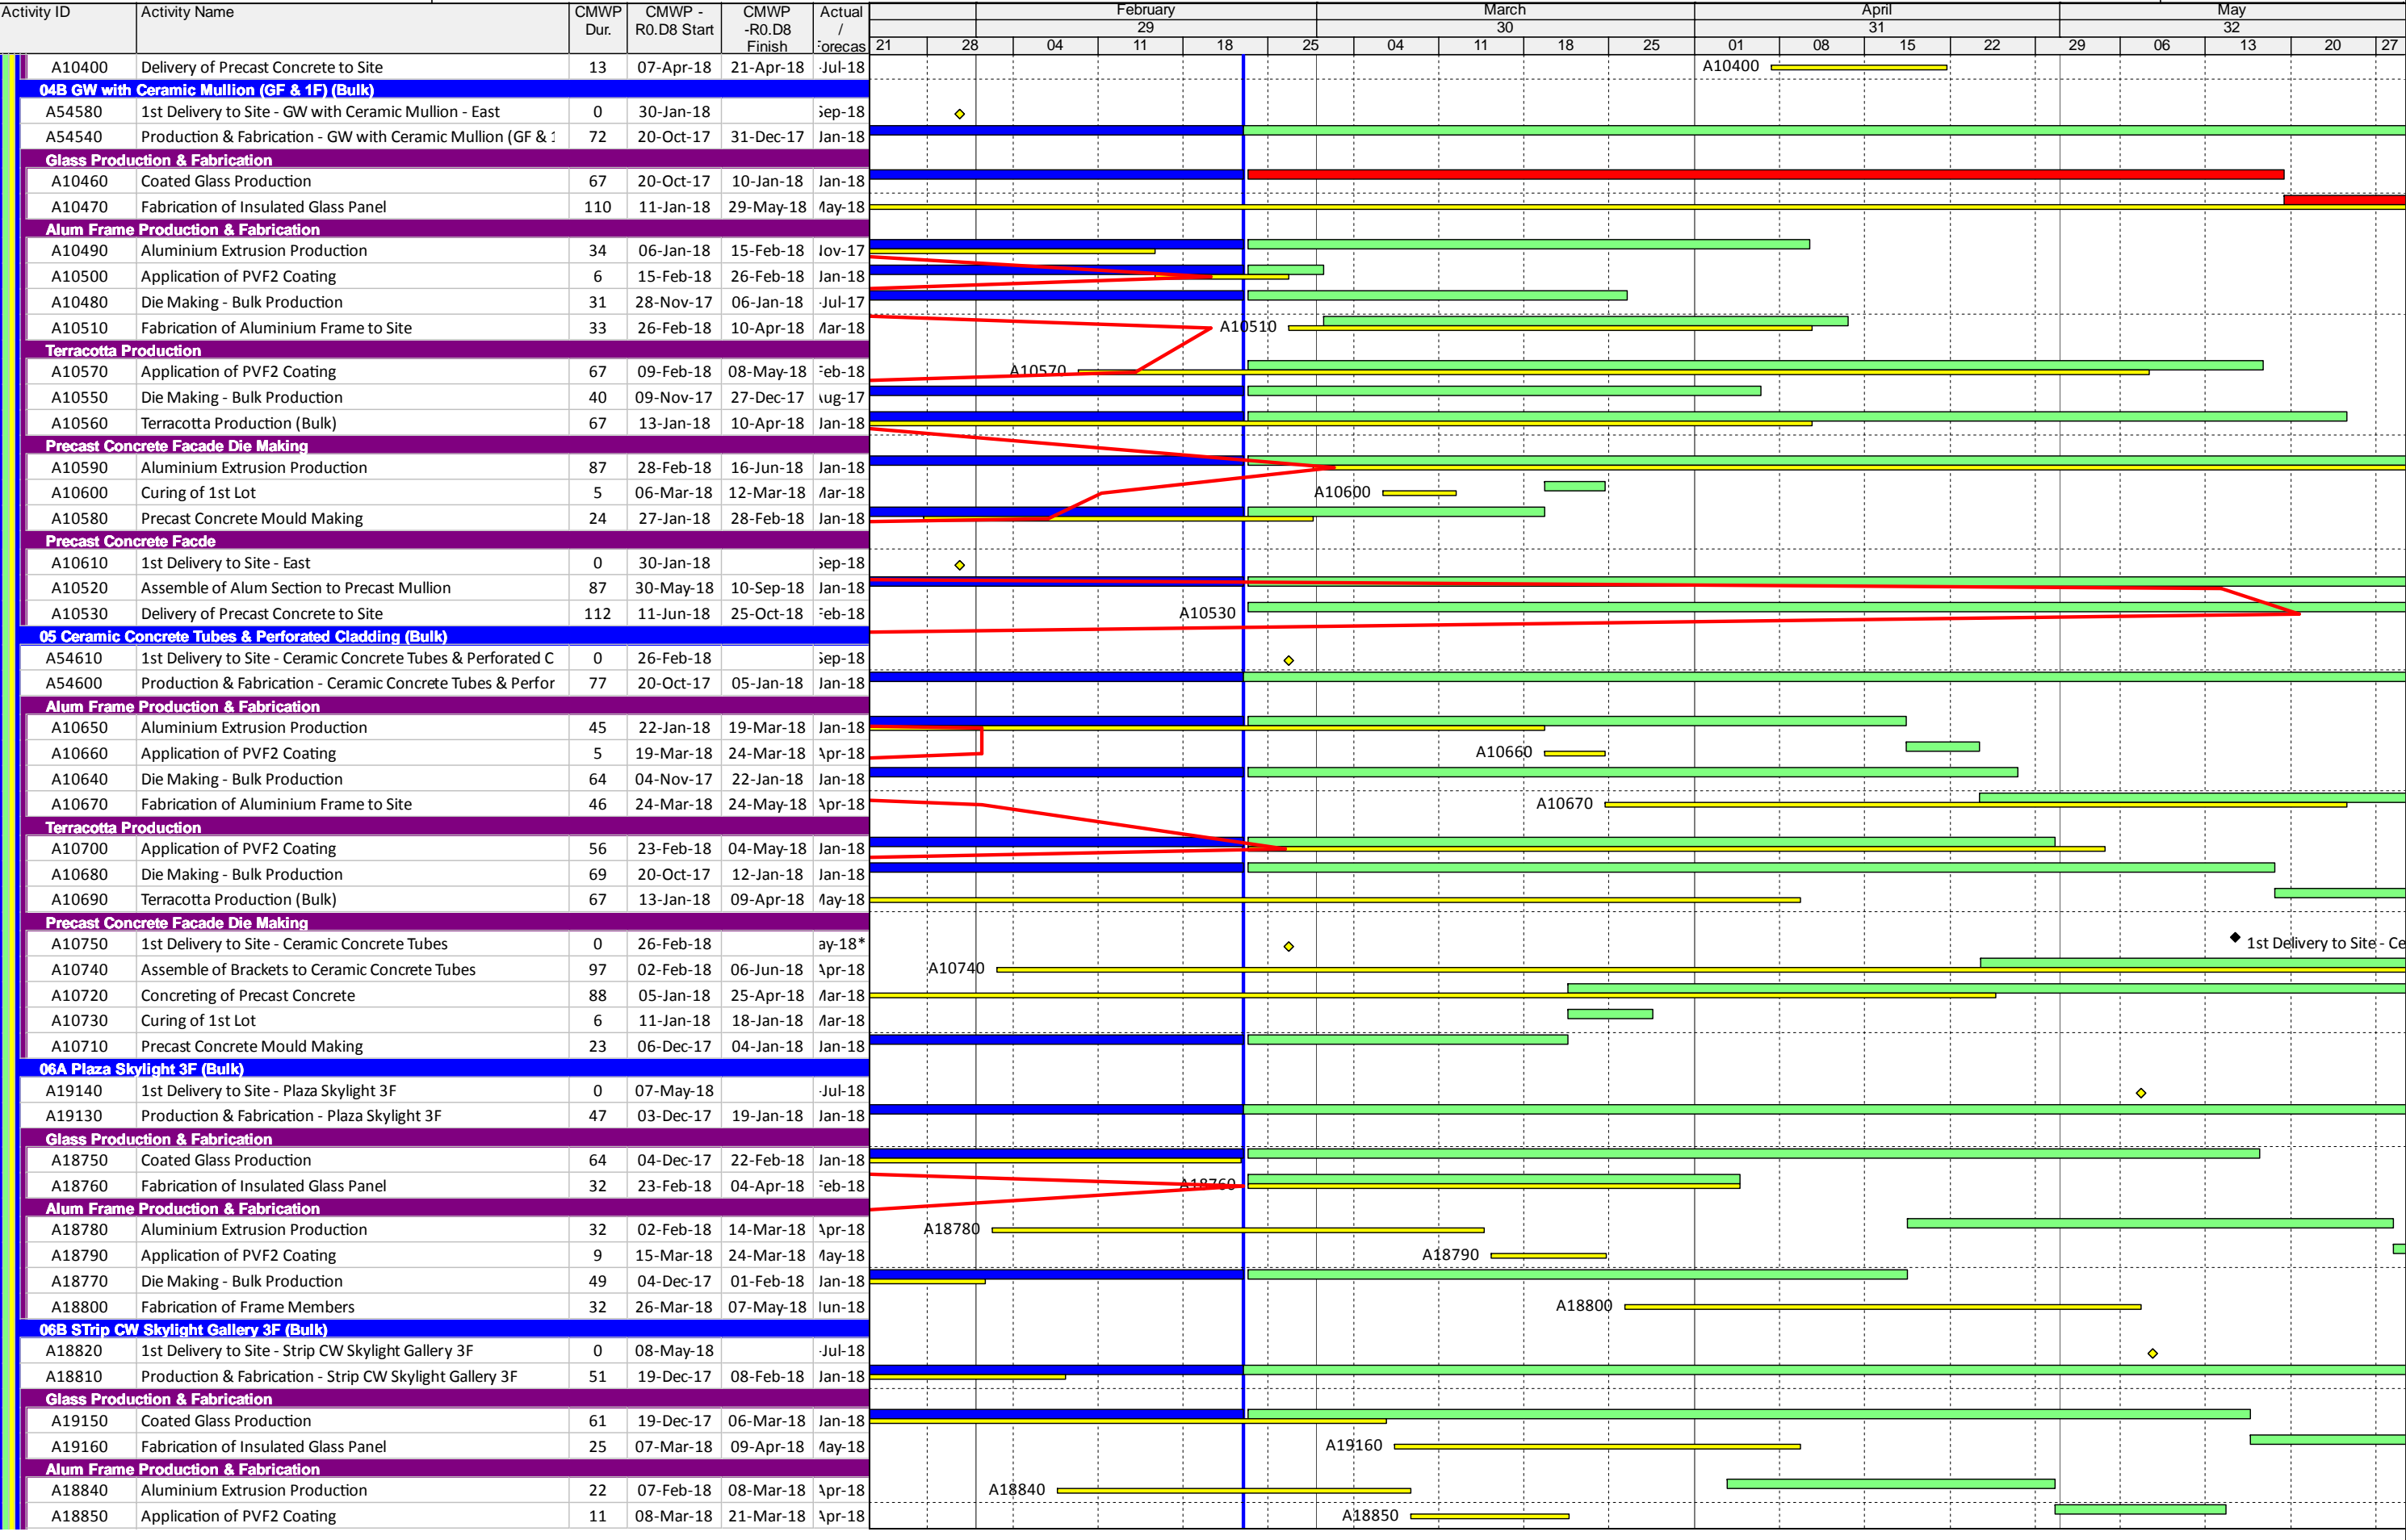 Activity ID Activity Name CMWP Dur. CMWP - R0.D8 Start CMWP -R0.D8 Finish Actual / Forecas
February March April May
29 30 31 32
21 28 04 11 18 25 04 11 18 25 01 08 15 22 29 06 13 20 27
A10400 Delivery of Precast Concrete to Site 13 07-Apr-18 21-Apr-18 -Jul-18 A10400
04B GW with Ceramic Mullion (GF & 1F) (Bulk)
A54580 1st Delivery to Site - GW with Ceramic Mullion - East 0 30-Jan-18 Sep-18
A54540 Production & Fabrication - GW with Ceramic Mullion (GF & 1 72 20-Oct-17 31-Dec-17 Jan-18
Glass Production & Fabrication
A10460 Coated Glass Production 67 20-Oct-17 10-Jan-18 Jan-18
A10470 Fabrication of Insulated Glass Panel 110 11-Jan-18 29-May-18 May-18
Alum Frame Production & Fabrication
A10490 Aluminium Extrusion Production 34 06-Jan-18 15-Feb-18 Nov-17
A10500 Application of PVF2 Coating 6 15-Feb-18 26-Feb-18 Jan-18
A10480 Die Making - Bulk Production 31 28-Nov-17 06-Jan-18 -Jul-17
A10510 Fabrication of Aluminium Frame to Site 33 26-Feb-18 10-Apr-18 Mar-18 A10510
Terracotta Production
A10570 Application of PVF2 Coating 67 09-Feb-18 08-May-18 Feb-18 A10570
A10550 Die Making - Bulk Production 40 09-Nov-17 27-Dec-17 Aug-17
A10560 Terracotta Production (Bulk) 67 13-Jan-18 10-Apr-18 Jan-18
Precast Concrete Facade Die Making
A10590 Aluminium Extrusion Production 87 28-Feb-18 16-Jun-18 Jan-18
A10600 Curing of 1st Lot 5 06-Mar-18 12-Mar-18 Mar-18 A10600
A10580 Precast Concrete Mould Making 24 27-Jan-18 28-Feb-18 Jan-18
Precast Concrete Facde
A10610 1st Delivery to Site - East 0 30-Jan-18 Sep-18
A10520 Assemble of Alum Section to Precast Mullion 87 30-May-18 10-Sep-18 Jan-18
A10530 Delivery of Precast Concrete to Site 112 11-Jun-18 25-Oct-18 Feb-18 A10530
05 Ceramic Concrete Tubes & Perforated Cladding (Bulk)
A54610 1st Delivery to Site - Ceramic Concrete Tubes & Perforated C 0 26-Feb-18 Sep-18
A54600 Production & Fabrication - Ceramic Concrete Tubes & Perfor 77 20-Oct-17 05-Jan-18 Jan-18
Alum Frame Production & Fabrication
A10650 Aluminium Extrusion Production 45 22-Jan-18 19-Mar-18 Jan-18
A10660 Application of PVF2 Coating 5 19-Mar-18 24-Mar-18 Apr-18 A10660
A10640 Die Making - Bulk Production 64 04-Nov-17 22-Jan-18 Jan-18
A10670 Fabrication of Aluminium Frame to Site 46 24-Mar-18 24-May-18 Apr-18 A10670
Terracotta Production
A10700 Application of PVF2 Coating 56 23-Feb-18 04-May-18 Jan-18
A10680 Die Making - Bulk Production 69 20-Oct-17 12-Jan-18 Jan-18
A10690 Terracotta Production (Bulk) 67 13-Jan-18 09-Apr-18 May-18
Precast Concrete Facade Die Making
A10750 1st Delivery to Site - Ceramic Concrete Tubes 0 26-Feb-18 ay-18* 1st Delivery to Site - Ce
A10740 Assemble of Brackets to Ceramic Concrete Tubes 97 02-Feb-18 06-Jun-18 Apr-18 A10740
A10720 Concreting of Precast Concrete 88 05-Jan-18 25-Apr-18 Mar-18
A10730 Curing of 1st Lot 6 11-Jan-18 18-Jan-18 Mar-18
A10710 Precast Concrete Mould Making 23 06-Dec-17 04-Jan-18 Jan-18
06A Plaza Skylight 3F (Bulk)
A19140 1st Delivery to Site - Plaza Skylight 3F 0 07-May-18 -Jul-18
A19130 Production & Fabrication - Plaza Skylight 3F 47 03-Dec-17 19-Jan-18 Jan-18
Glass Production & Fabrication
A18750 Coated Glass Production 64 04-Dec-17 22-Feb-18 Jan-18
A18760 Fabrication of Insulated Glass Panel 32 23-Feb-18 04-Apr-18 Feb-18 A18760
Alum Frame Production & Fabrication
A18780 Aluminium Extrusion Production 32 02-Feb-18 14-Mar-18 Apr-18 A18780
A18790 Application of PVF2 Coating 9 15-Mar-18 24-Mar-18 May-18 A18790
A18770 Die Making - Bulk Production 49 04-Dec-17 01-Feb-18 Jan-18
A18800 Fabrication of Frame Members 32 26-Mar-18 07-May-18 Jun-18 A18800
06B STrip CW Skylight Gallery 3F (Bulk)
A18820 1st Delivery to Site - Strip CW Skylight Gallery 3F 0 08-May-18 -Jul-18
A18810 Production & Fabrication - Strip CW Skylight Gallery 3F 51 19-Dec-17 08-Feb-18 Jan-18
Glass Production & Fabrication
A19150 Coated Glass Production 61 19-Dec-17 06-Mar-18 Jan-18
A19160 Fabrication of Insulated Glass Panel 25 07-Mar-18 09-Apr-18 May-18 A19160
Alum Frame Production & Fabrication
A18840 Aluminium Extrusion Production 22 07-Feb-18 08-Mar-18 Apr-18 A18840
A18850 Application of PVF2 Coating 11 08-Mar-18 21-Mar-18 Apr-18 A18850